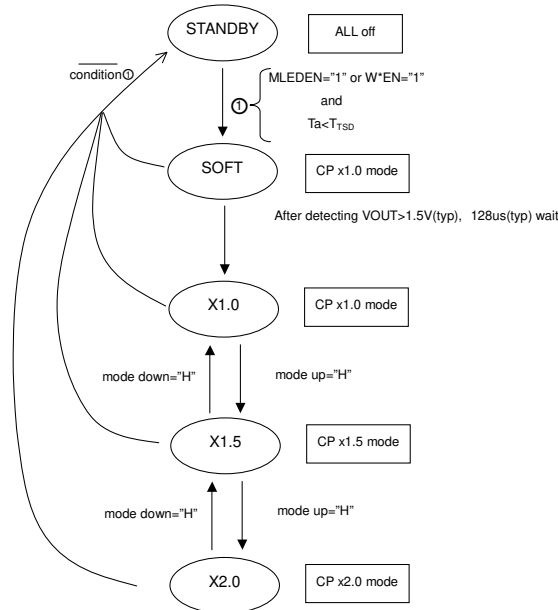 STANDBY
ALL off
condition①
①
MLEDEN="1" or W*EN="1"
and
Ta<TTSD
SOFT
CP x1.0 mode
After detecting VOUT>1.5V(typ), 128us(typ) wait
X1.0
CP x1.0 mode
mode down="H"
mode up="H"
X1.5
CP x1.5 mode
mode down="H"
mode up="H"
X2.0
CP x2.0 mode